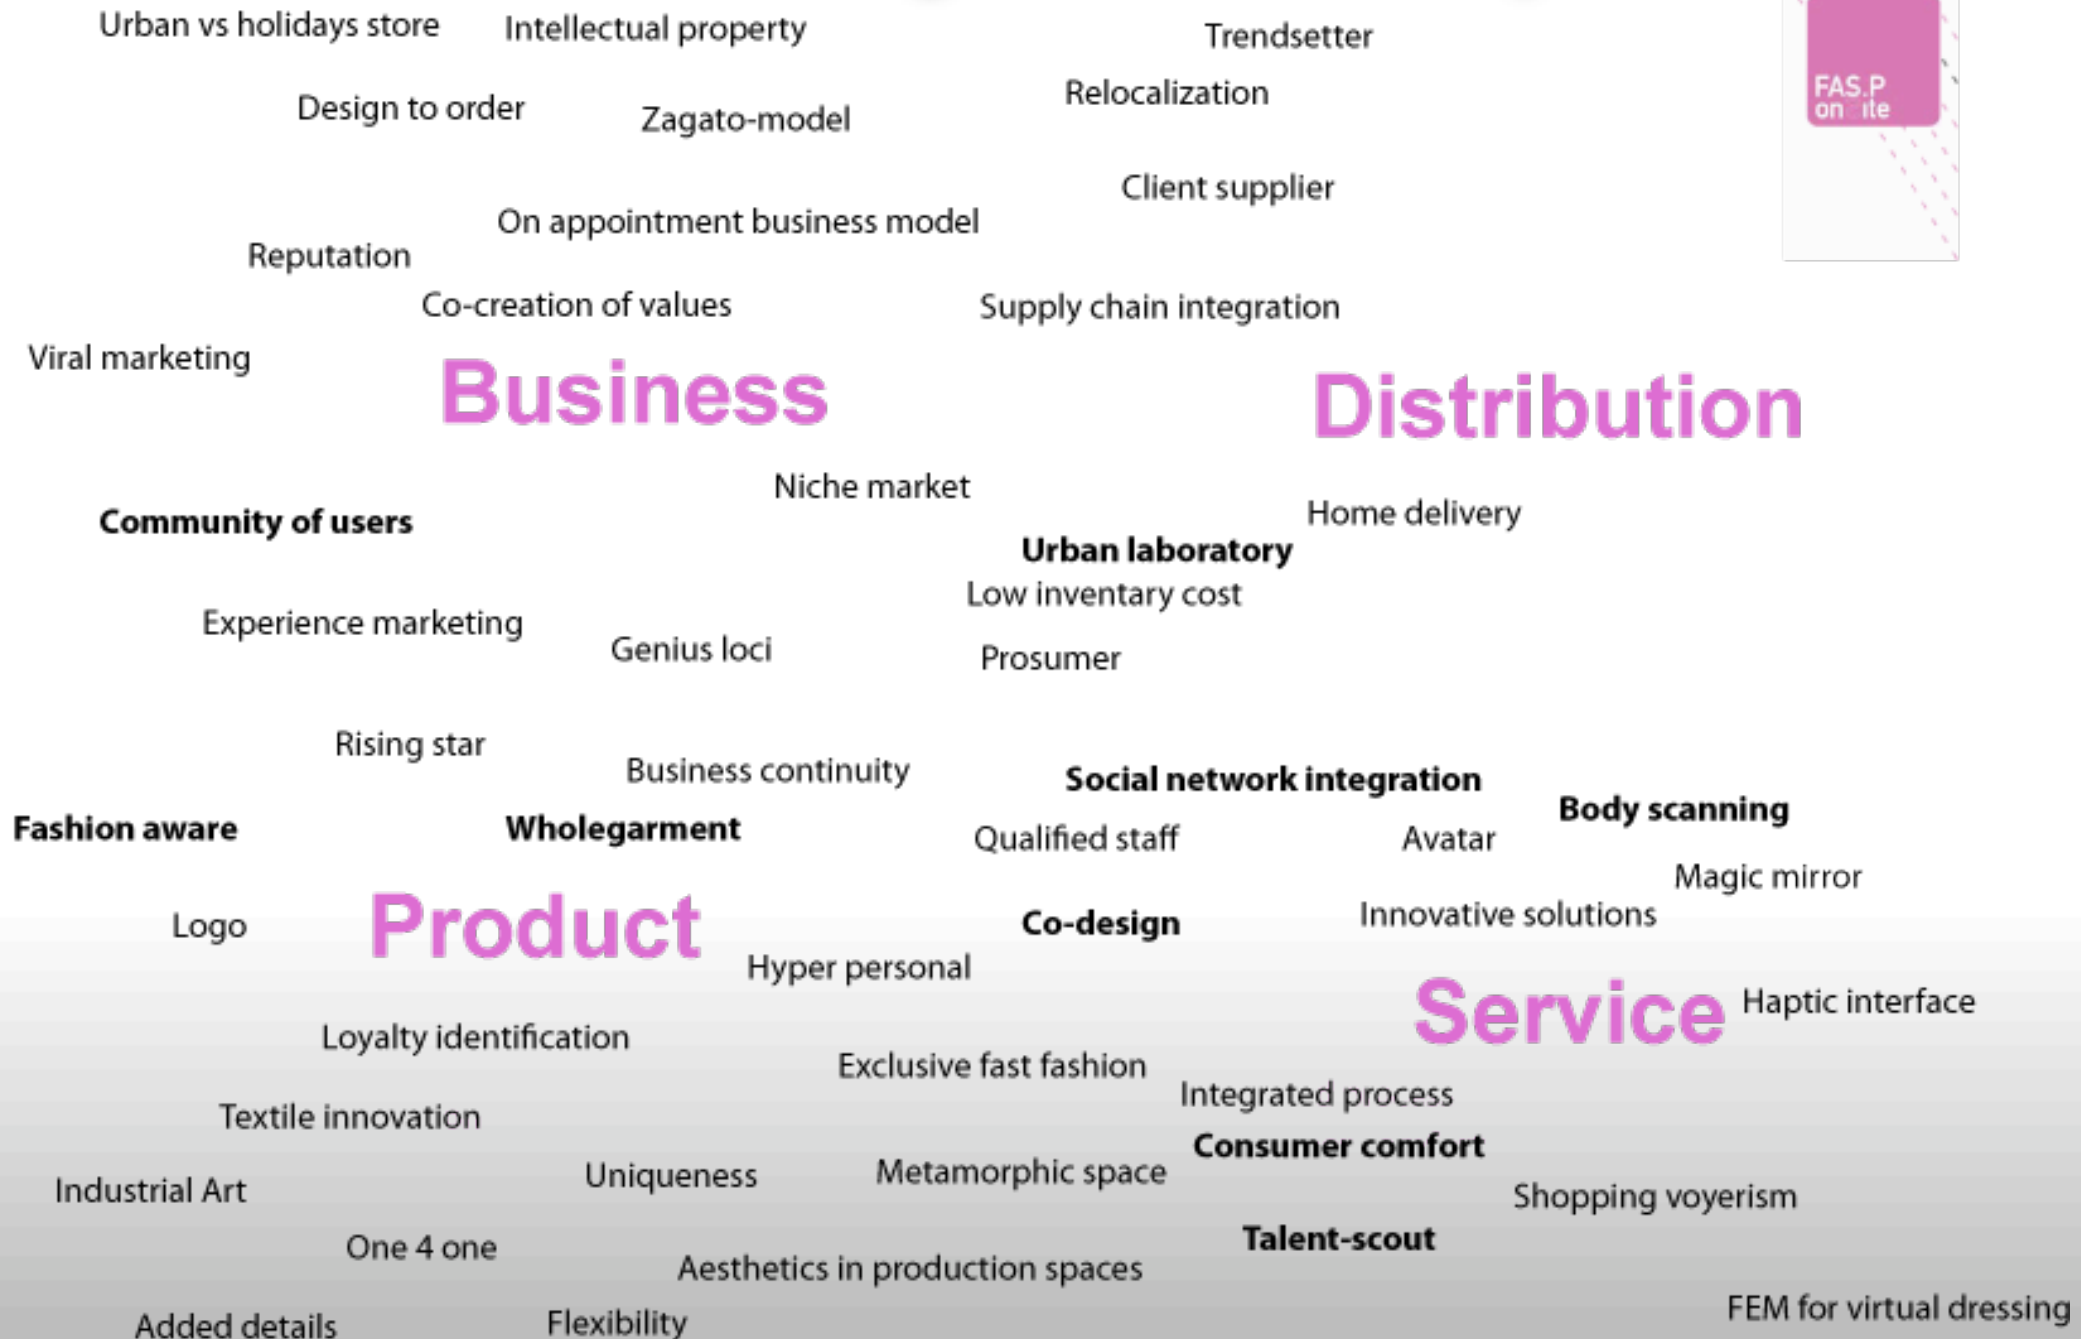 Urban vs holidays store
Intellectual property
Trendsetter
Relocalization
Design to order
Zagato-model
FAS.P
on ite
Client supplier
On appointment business model
Reputation
Co-creation of values
Supply chain integration
Viral marketing
Business
Distribution
Niche market
Home delivery
Community of users
Urban laboratory
Low inventary cost
Experience marketing
Genius loci
Prosumer
Rising star
Business continuity
Social network integration
Body scanning
Fashion aware
Wholegarment
Qualified staff
Avatar
Magic mirror
Logo
Product
Co-design
Innovative solutions
Hyper personal
Service
Haptic interface
Loyalty identification
Exclusive fast fashion
Integrated process
Textile innovation
Consumer comfort
Industrial Art
Uniqueness
Metamorphic space
Shopping voyerism
One 4 one
Talent-scout
Aesthetics in production spaces
Added details
Flexibility
FEM for virtual dressing